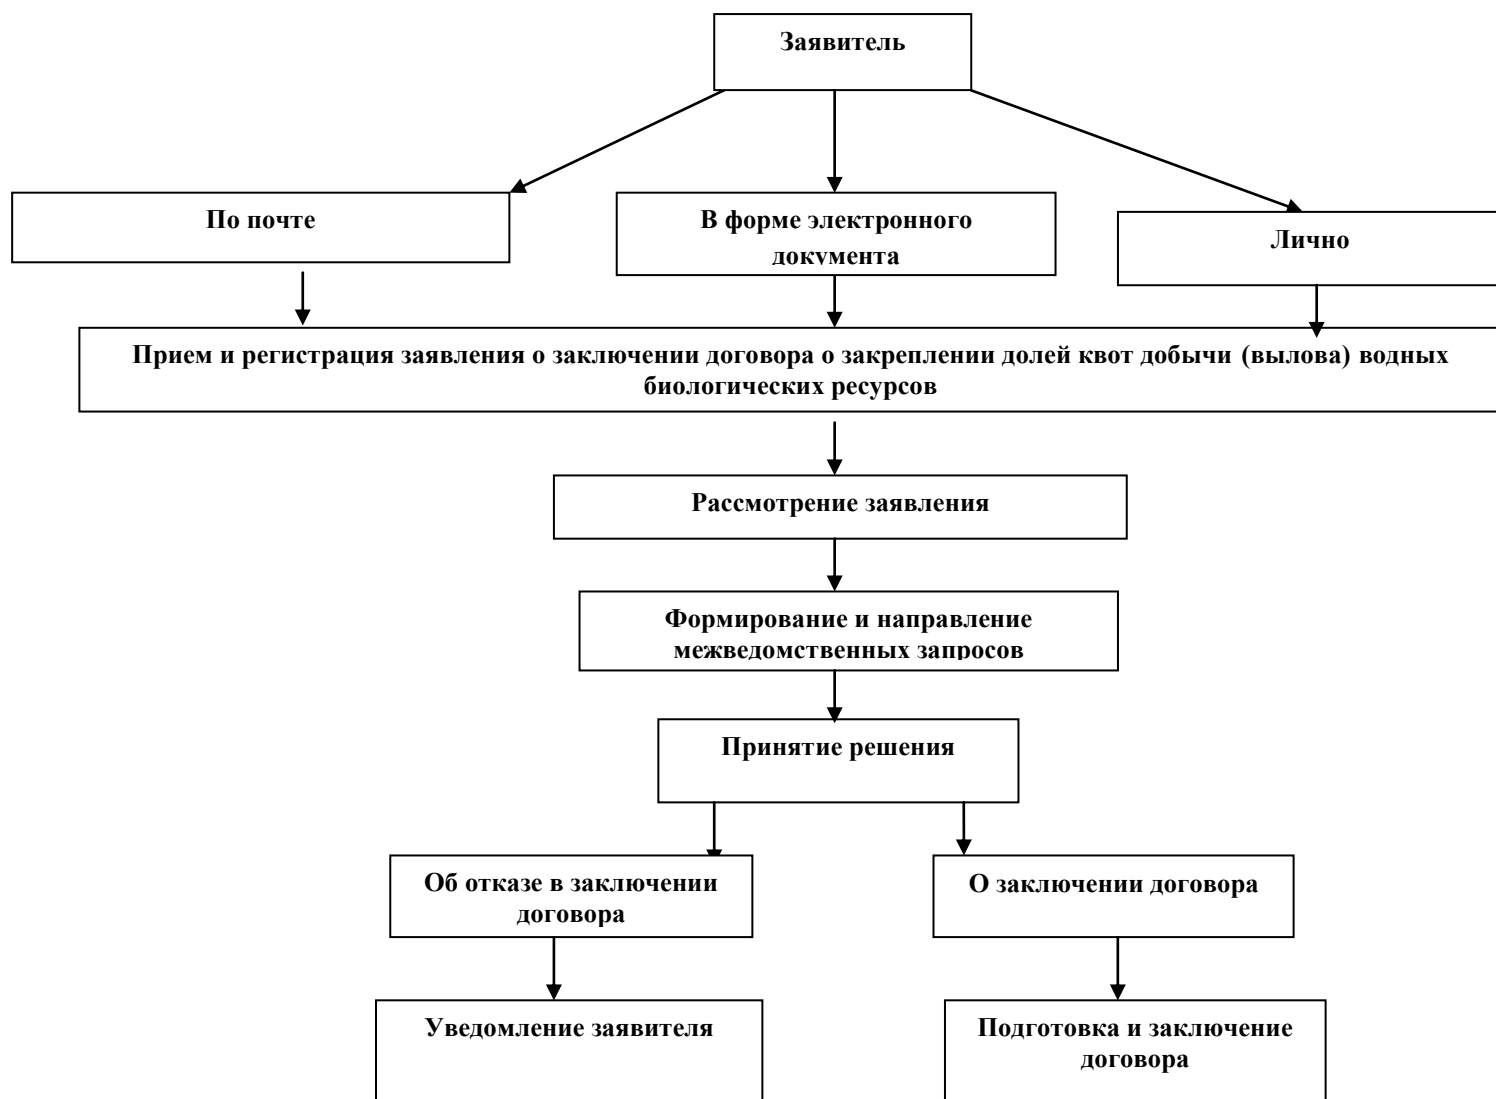 Заявитель
По почте
В форме электронного
документа
Лично
Прием и регистрация заявления о заключении договора о закреплении долей квот добычи (вылова) водных
биологических ресурсов
Рассмотрение заявления
Формирование и направление
межведомственных запросов
Принятие решения
Об отказе в заключении
договора
О заключении договора
Уведомление заявителя
Подготовка и заключение
договора